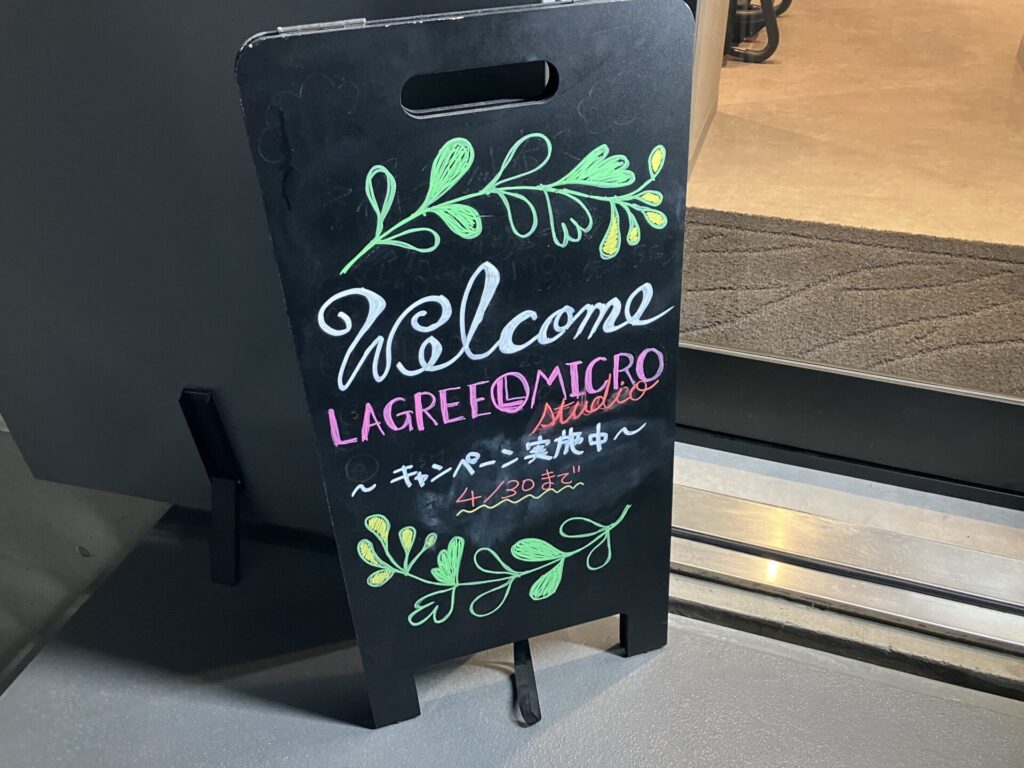 Welcome
LAGREE L MICRO
studio
～キャンペーン実施中～
4/30まで